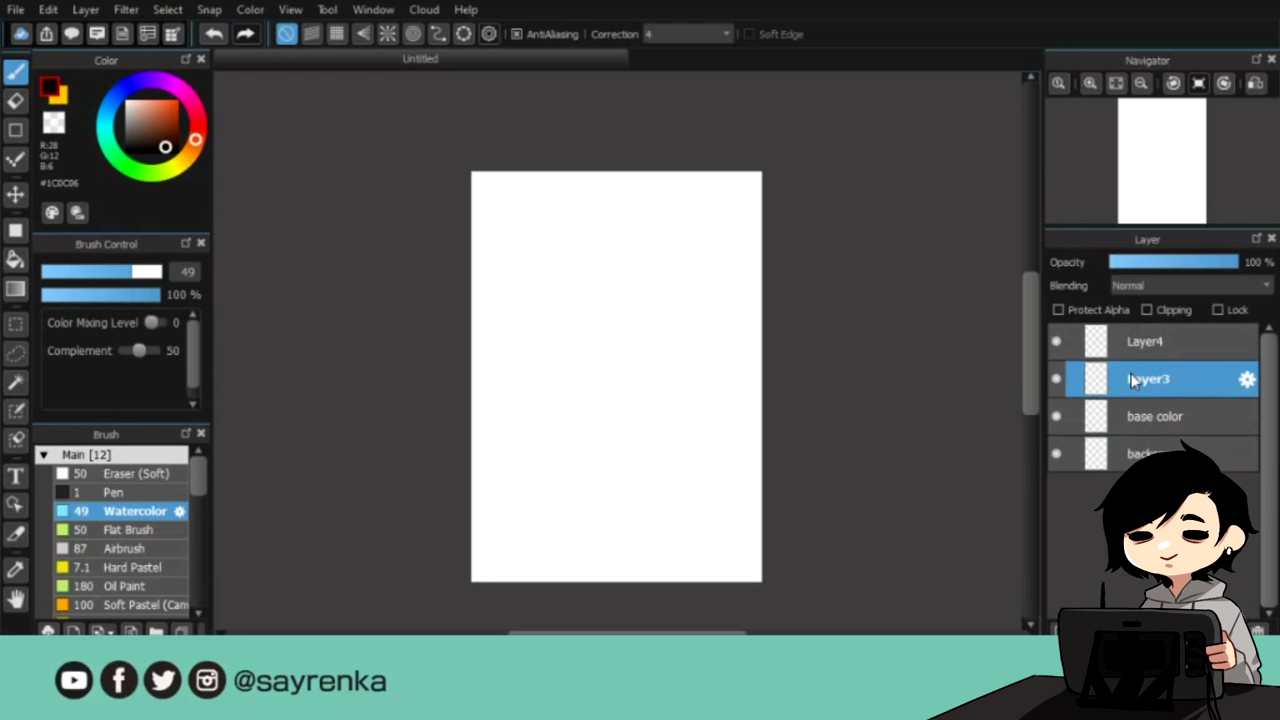 File Edit Layer Filter Select Snap Color View Tool Window Cloud Help
AntiAliasing Correction 4 Soft Edge
Color
Untitled
Navigator
R:28
G:12
B:6
#1C0C06
Brush Control
49
100 %
Color Mixing Level 0
Complement 50
Brush
Main [12]
50 Eraser (Soft)
1 Pen
49 Watercolor
50 Flat Brush
87 Airbrush
7.1 Hard Pastel
180 Oil Paint
100 Soft Pastel (Can
Layer
Opacity 100 %
Blending Normal
Protect Alpha Clipping Lock
Layer4
Layer3
base color
@sayrenka